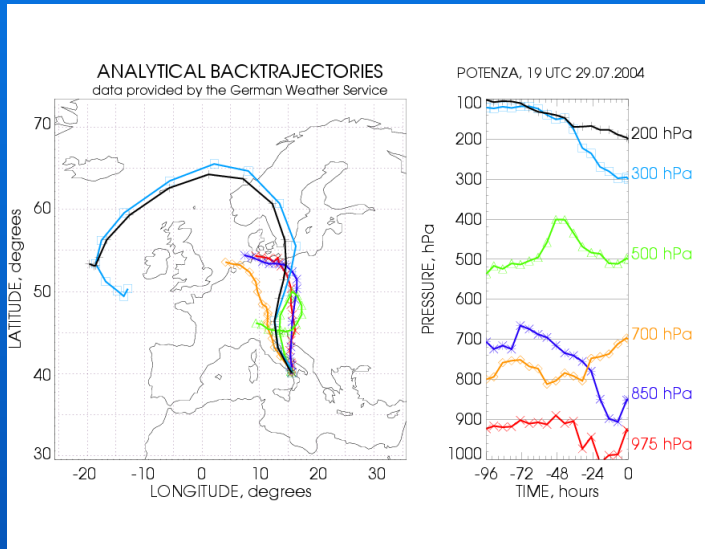 ANALYTICAL BACKTRAJECTORIES
data provided by the German Weather Service
LATITUDE, degrees
70
60
50
40
30
-20 -10 0 10 20 30
LONGITUDE, degrees
POTENZA, 19 UTC 29.07.2004
PRESSURE, hPa
100
200
300
400
500
600
700
800
900
1000
200 hPa
300 hPa
500 hPa
700 hPa
850 hPa
975 hPa
-96 -72 -48 -24 0
TIME, hours